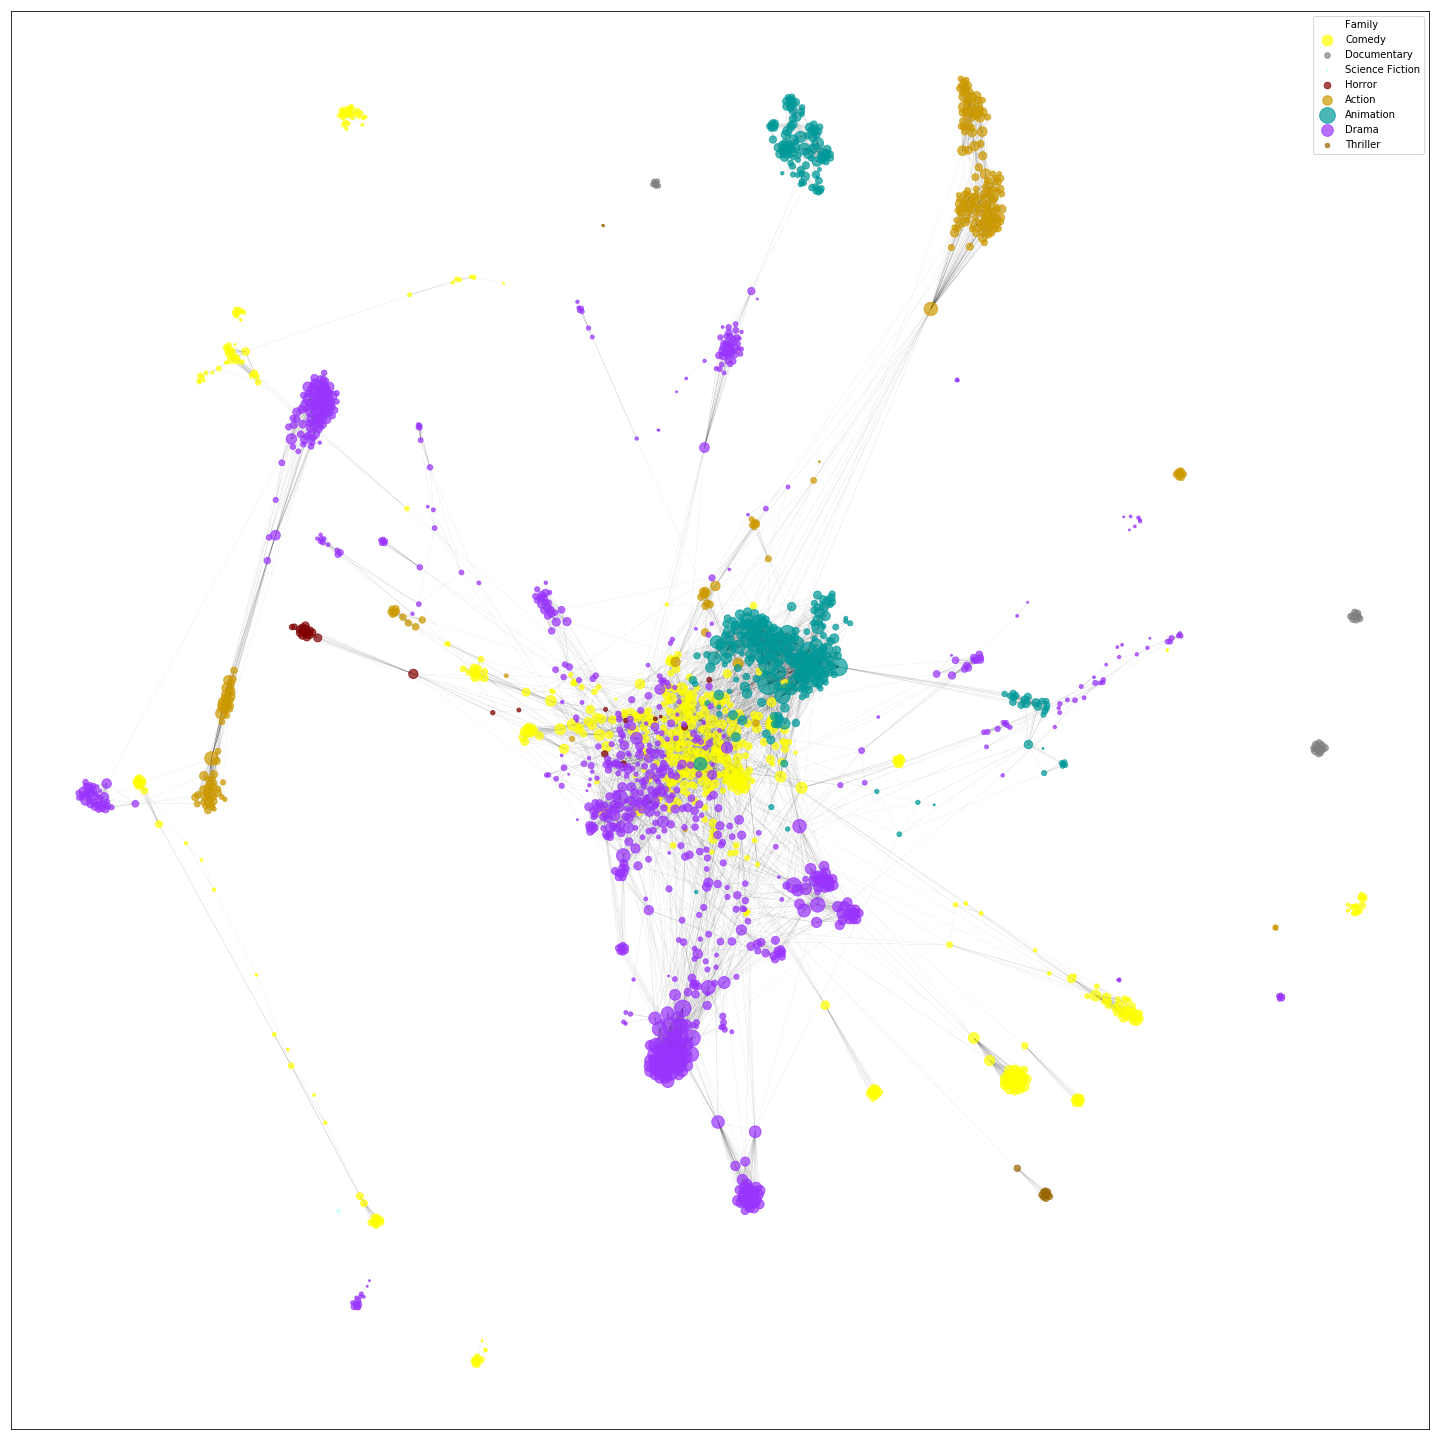 Family
Comedy
Documentary
Science Fiction
Horror
Action
Animation
Drama
Thriller